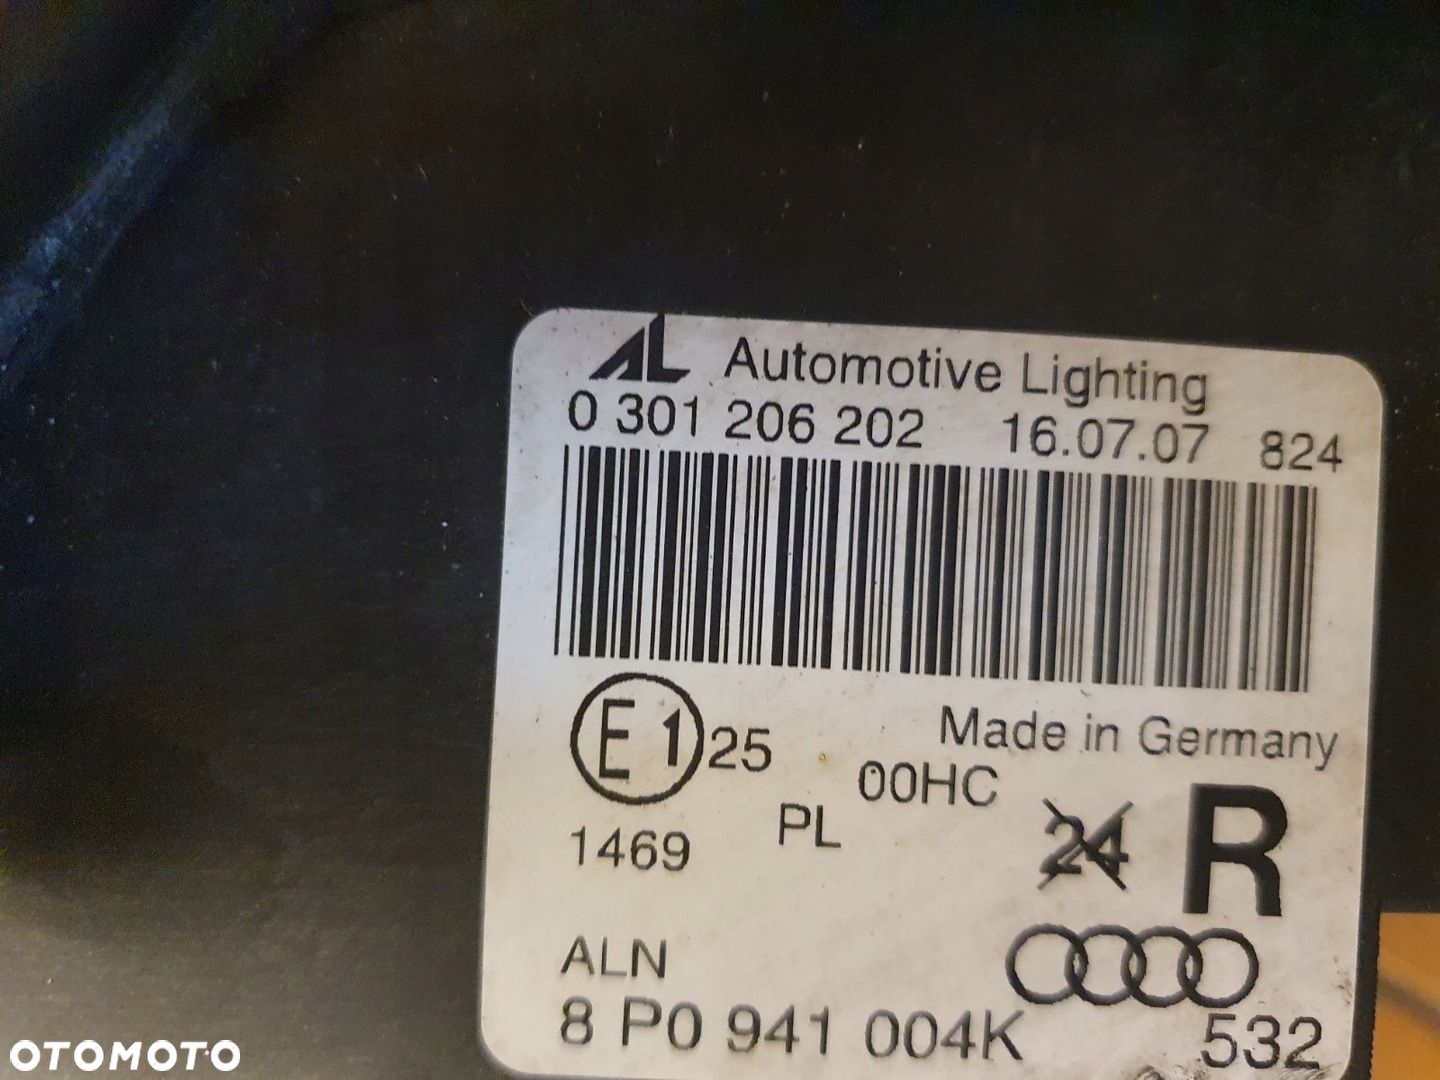 AL Automotive Lighting
0 301 206 202 16.07.07 824
Made in Germany
E1 25
00HC
PL
24 R
1469
ALN
8 P0 941 004K 532
OTOMOTO